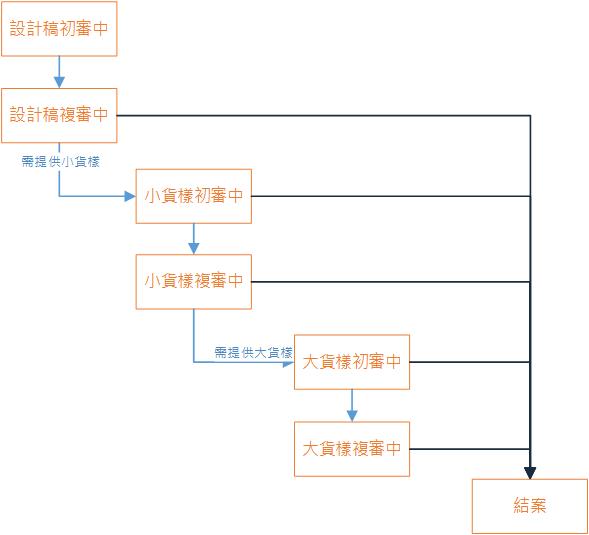 設計稿初審中
設計稿複審中
需提供小貨樣
小貨樣初審中
小貨樣複審中
需提供大貨樣
大貨樣初審中
大貨樣複審中
結案